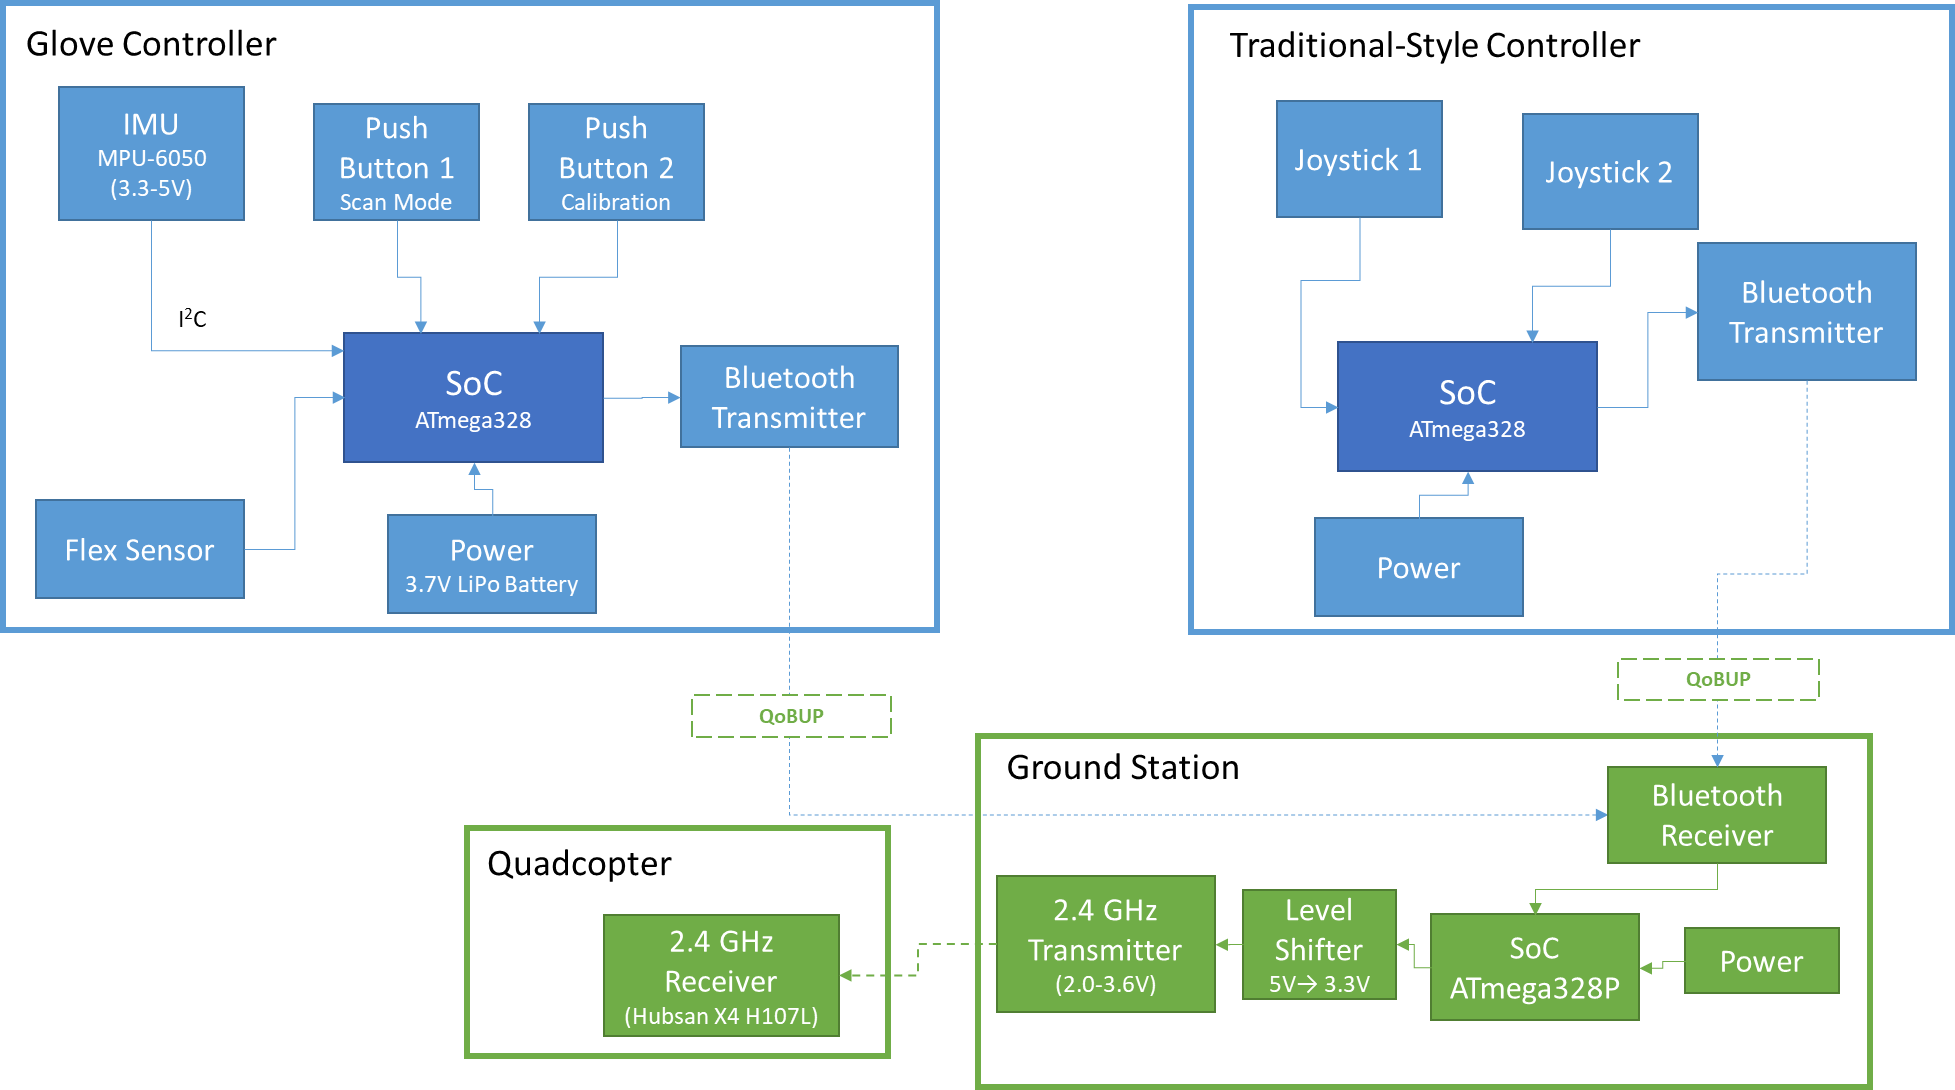 Glove Controller
IMU
MPU-6050
(3.3-5V)
Push
Button 1
Scan Mode
Push
Button 2
Calibration
I²C
SoC
ATmega328
Bluetooth
Transmitter
Flex Sensor
Power
3.7V LiPo Battery
Traditional-Style Controller
Joystick 1
Joystick 2
Bluetooth
Transmitter
SoC
ATmega328
Power
QoBUP
QoBUP
Ground Station
Bluetooth
Receiver
2.4 GHz
Transmitter
(2.0-3.6V)
Level
Shifter
5V→ 3.3V
SoC
ATmega328P
Power
Quadcopter
2.4 GHz
Receiver
(Hubsan X4 H107L)